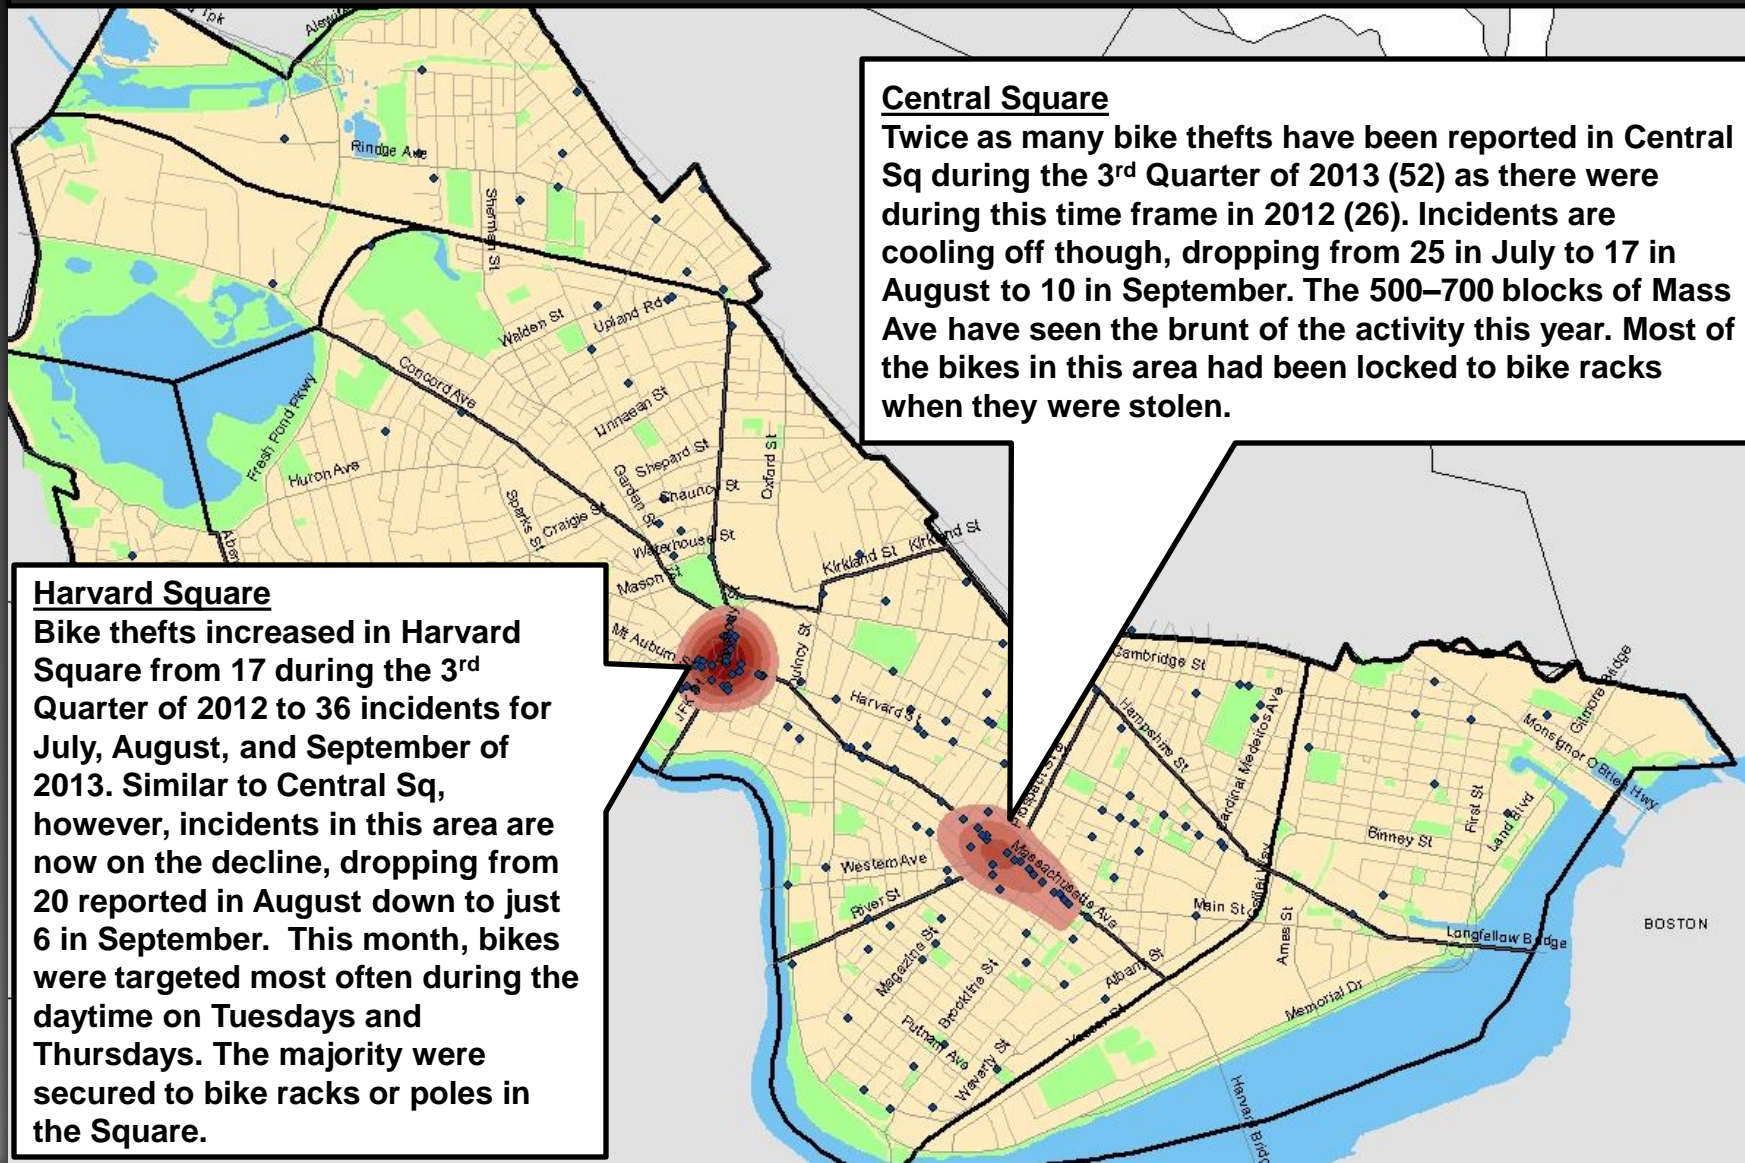 Tpk
Alewi
Rindge Ave
Sherman St
Walden St
Upland Rd
Concord Ave
Fresh Pond Pkwy
Huron Ave
Linnaean St
Shepard St
Garden St
Chauncy St
Oxford St
Sparks St
Craigie St
Waterhouse St
Mason St
Kirkland St
Kirkland St
Mt Auburn S
Quincy St
JFK
Harvard St
Central Square
Twice as many bike thefts have been reported in Central
Sq during the 3rd Quarter of 2013 (52) as there were
during this time frame in 2012 (26). Incidents are
cooling off though, dropping from 25 in July to 17 in
August to 10 in September. The 500–700 blocks of Mass
Ave have seen the brunt of the activity this year. Most of
the bikes in this area had been locked to bike racks
when they were stolen.
Harvard Square
Bike thefts increased in Harvard
Square from 17 during the 3rd
Quarter of 2012 to 36 incidents for
July, August, and September of
2013. Similar to Central Sq,
however, incidents in this area are
now on the decline, dropping from
20 reported in August down to just
6 in September. This month, bikes
were targeted most often during the
daytime on Tuesdays and
Thursdays. The majority were
secured to bike racks or poles in
the Square.
Cambridge St
Hampshire St
Cardinal Medeiros Ave
Gilmore Bridge
Monsignor O'Brien Hwy
Prospect St
First St
Land Blvd
Binney St
Massachusetts Ave
Western Ave
River St
Main St
Ames St
Longfellow Bridge
BOSTON
Magazine St
Brookline St
Albany St
Memorial Dr
Putnam Ave
Waverly St
Vassar St
Harvard Bridg